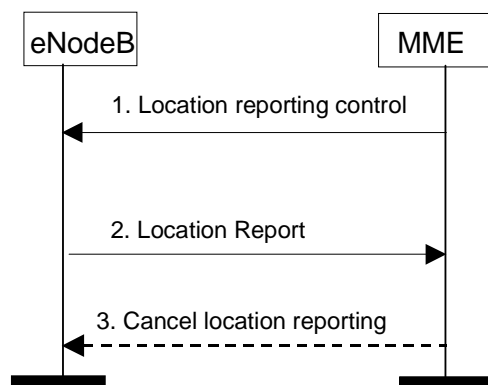 eNodeB
MME
1. Location reporting control
2. Location Report
3. Cancel location reporting